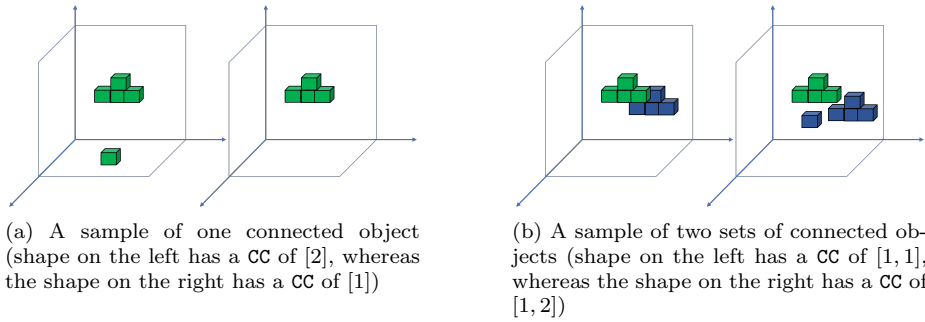 (a) A sample of one connected object
(shape on the left has a CC of [2], whereas
the shape on the right has a CC of [1])
(b) A sample of two sets of connected ob-
jects (shape on the left has a CC of [1, 1],
whereas the shape on the right has a CC of
[1, 2])